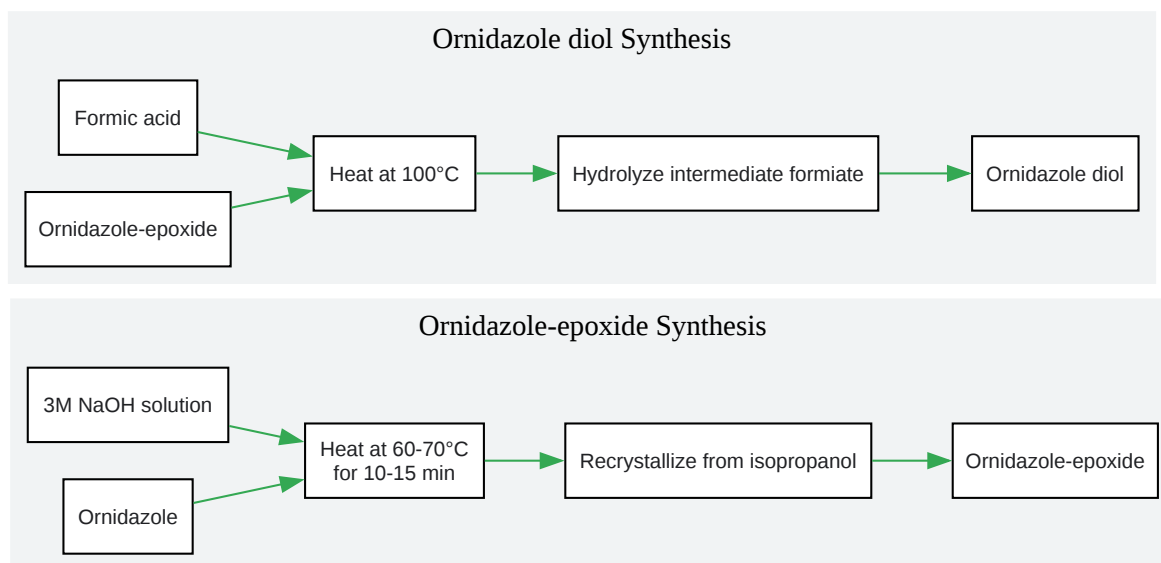 Ornidazole diol Synthesis
Formic acid
Ornidazole-epoxide
Heat at 100°C
Hydrolyze intermediate formiate
Ornidazole diol
Ornidazole-epoxide Synthesis
3M NaOH solution
Ornidazole
Heat at 60-70°C
for 10-15 min
Recrystallize from isopropanol
Ornidazole-epoxide